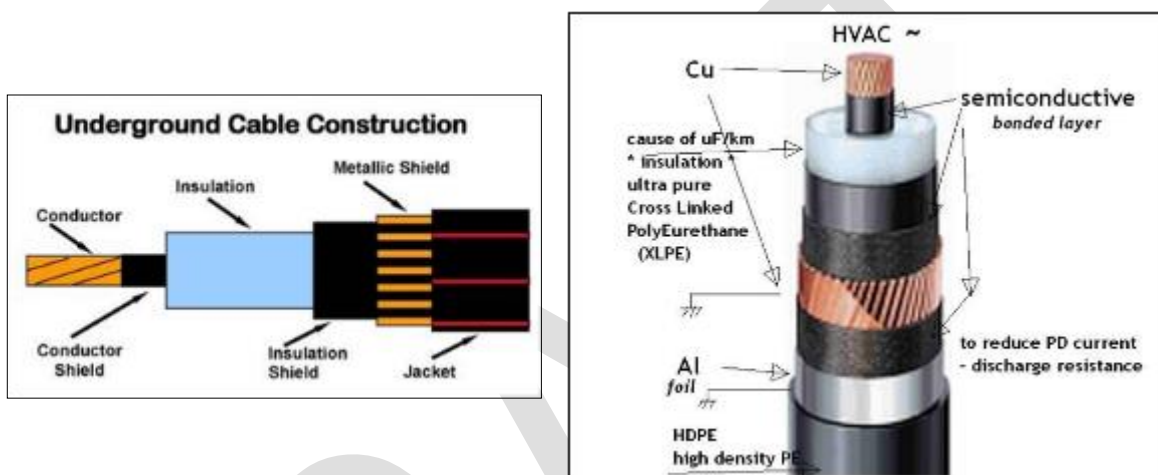 Underground Cable Construction
Metallic Shield
Insulation
Conductor
Conductor
Shield
Insulation
Shield
Jacket
HVAC ~
Cu
semiconductive
bonded layer
cause of uF/km
* insulation *
ultra pure
Cross Linked
PolyEurethane
(XLPE)
to reduce PD current
- discharge resistance
Al
foil
HDPE
high density PE